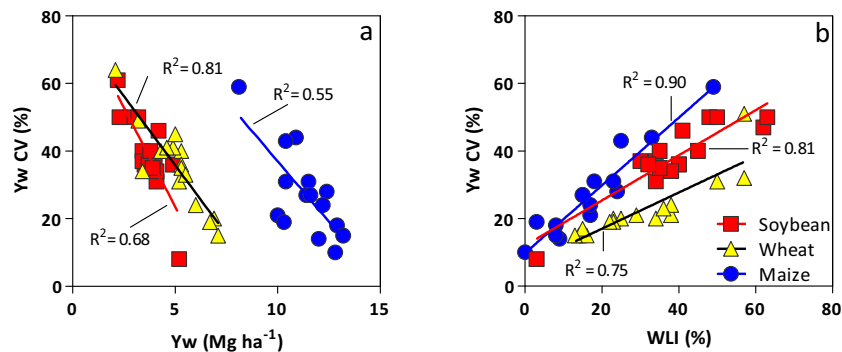 a
80
60
40
20
0
Yw CV (%)
R² = 0.81
R² = 0.55
R² = 0.68
0 5 10 15
Yw (Mg ha⁻¹)
b
80
60
40
20
0
Yw CV (%)
R² = 0.90
R² = 0.81
R² = 0.75
Soybean
Wheat
Maize
0 20 40 60 80
WLI (%)